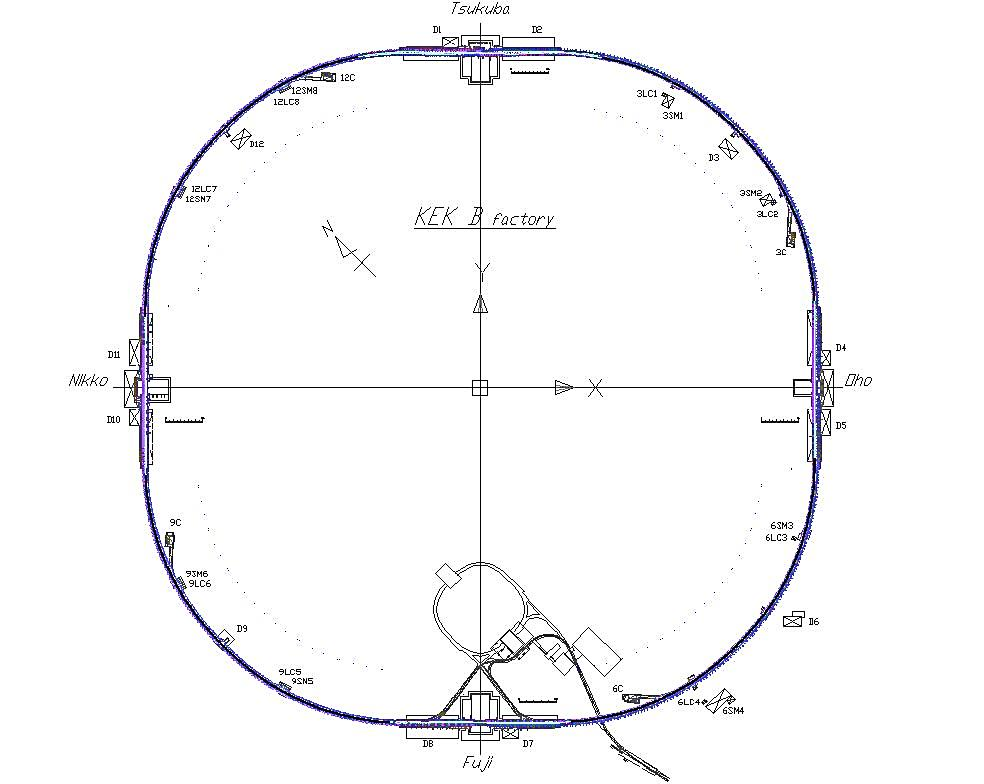 Tsukuba
D1
D2
12C
12SM8
12LC8
3LC1
3SM1
D12
D3
12LC7
12SN7
3SM2
3LC2
KEK B factory
N
3C
Y
D11
D4
Nikko
X
Oho
D10
D5
9C
6SM3
6LC3
9SM6
9LC6
D6
D9
9LC5
9SN5
6C
6LC4
6SM4
D8
D7
Fuji